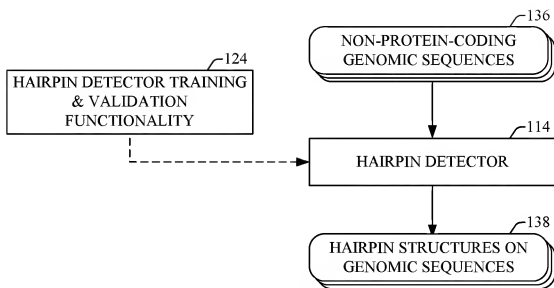 136
NON-PROTEIN-CODING
GENOMIC SEQUENCES
124
HAIRPIN DETECTOR TRAINING
& VALIDATION
FUNCTIONALITY
114
HAIRPIN DETECTOR
138
HAIRPIN STRUCTURES ON
GENOMIC SEQUENCES